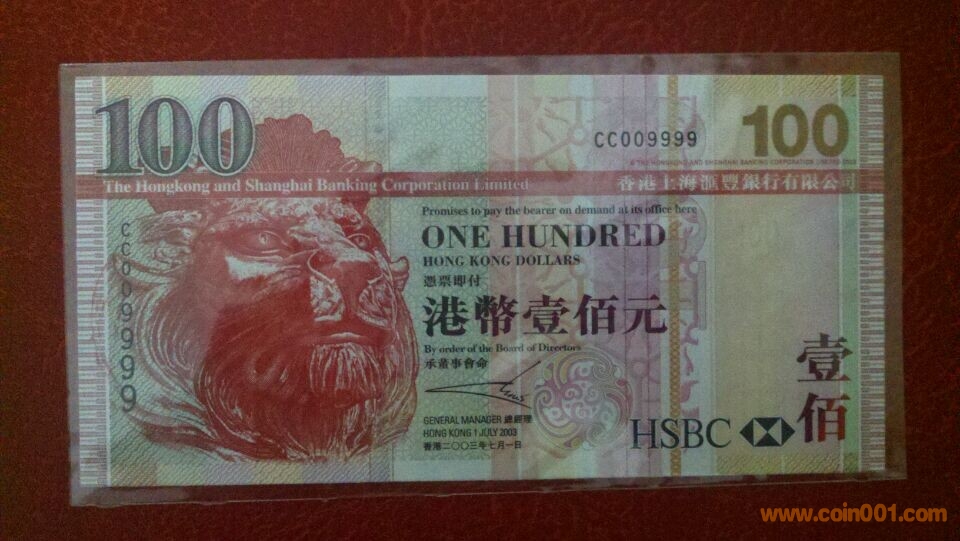 100
CC009999
100
© THE HONGKONG AND SHANGHAI BANKING CORPORATION LIMITED 2003
The Hongkong and Shanghai Banking Corporation Limited
香港上海滙豐銀行有限公司
Promises to pay the bearer on demand at its office here
ONE HUNDRED
HONG KONG DOLLARS
憑票即付
港幣壹佰元
By order of the Board of Directors
承董事會命
GENERAL MANAGER 總經理
HONG KONG 1 JULY 2003
香港二〇〇三年七月一日
CC009999
壹佰
HSBC
www.coin001.com